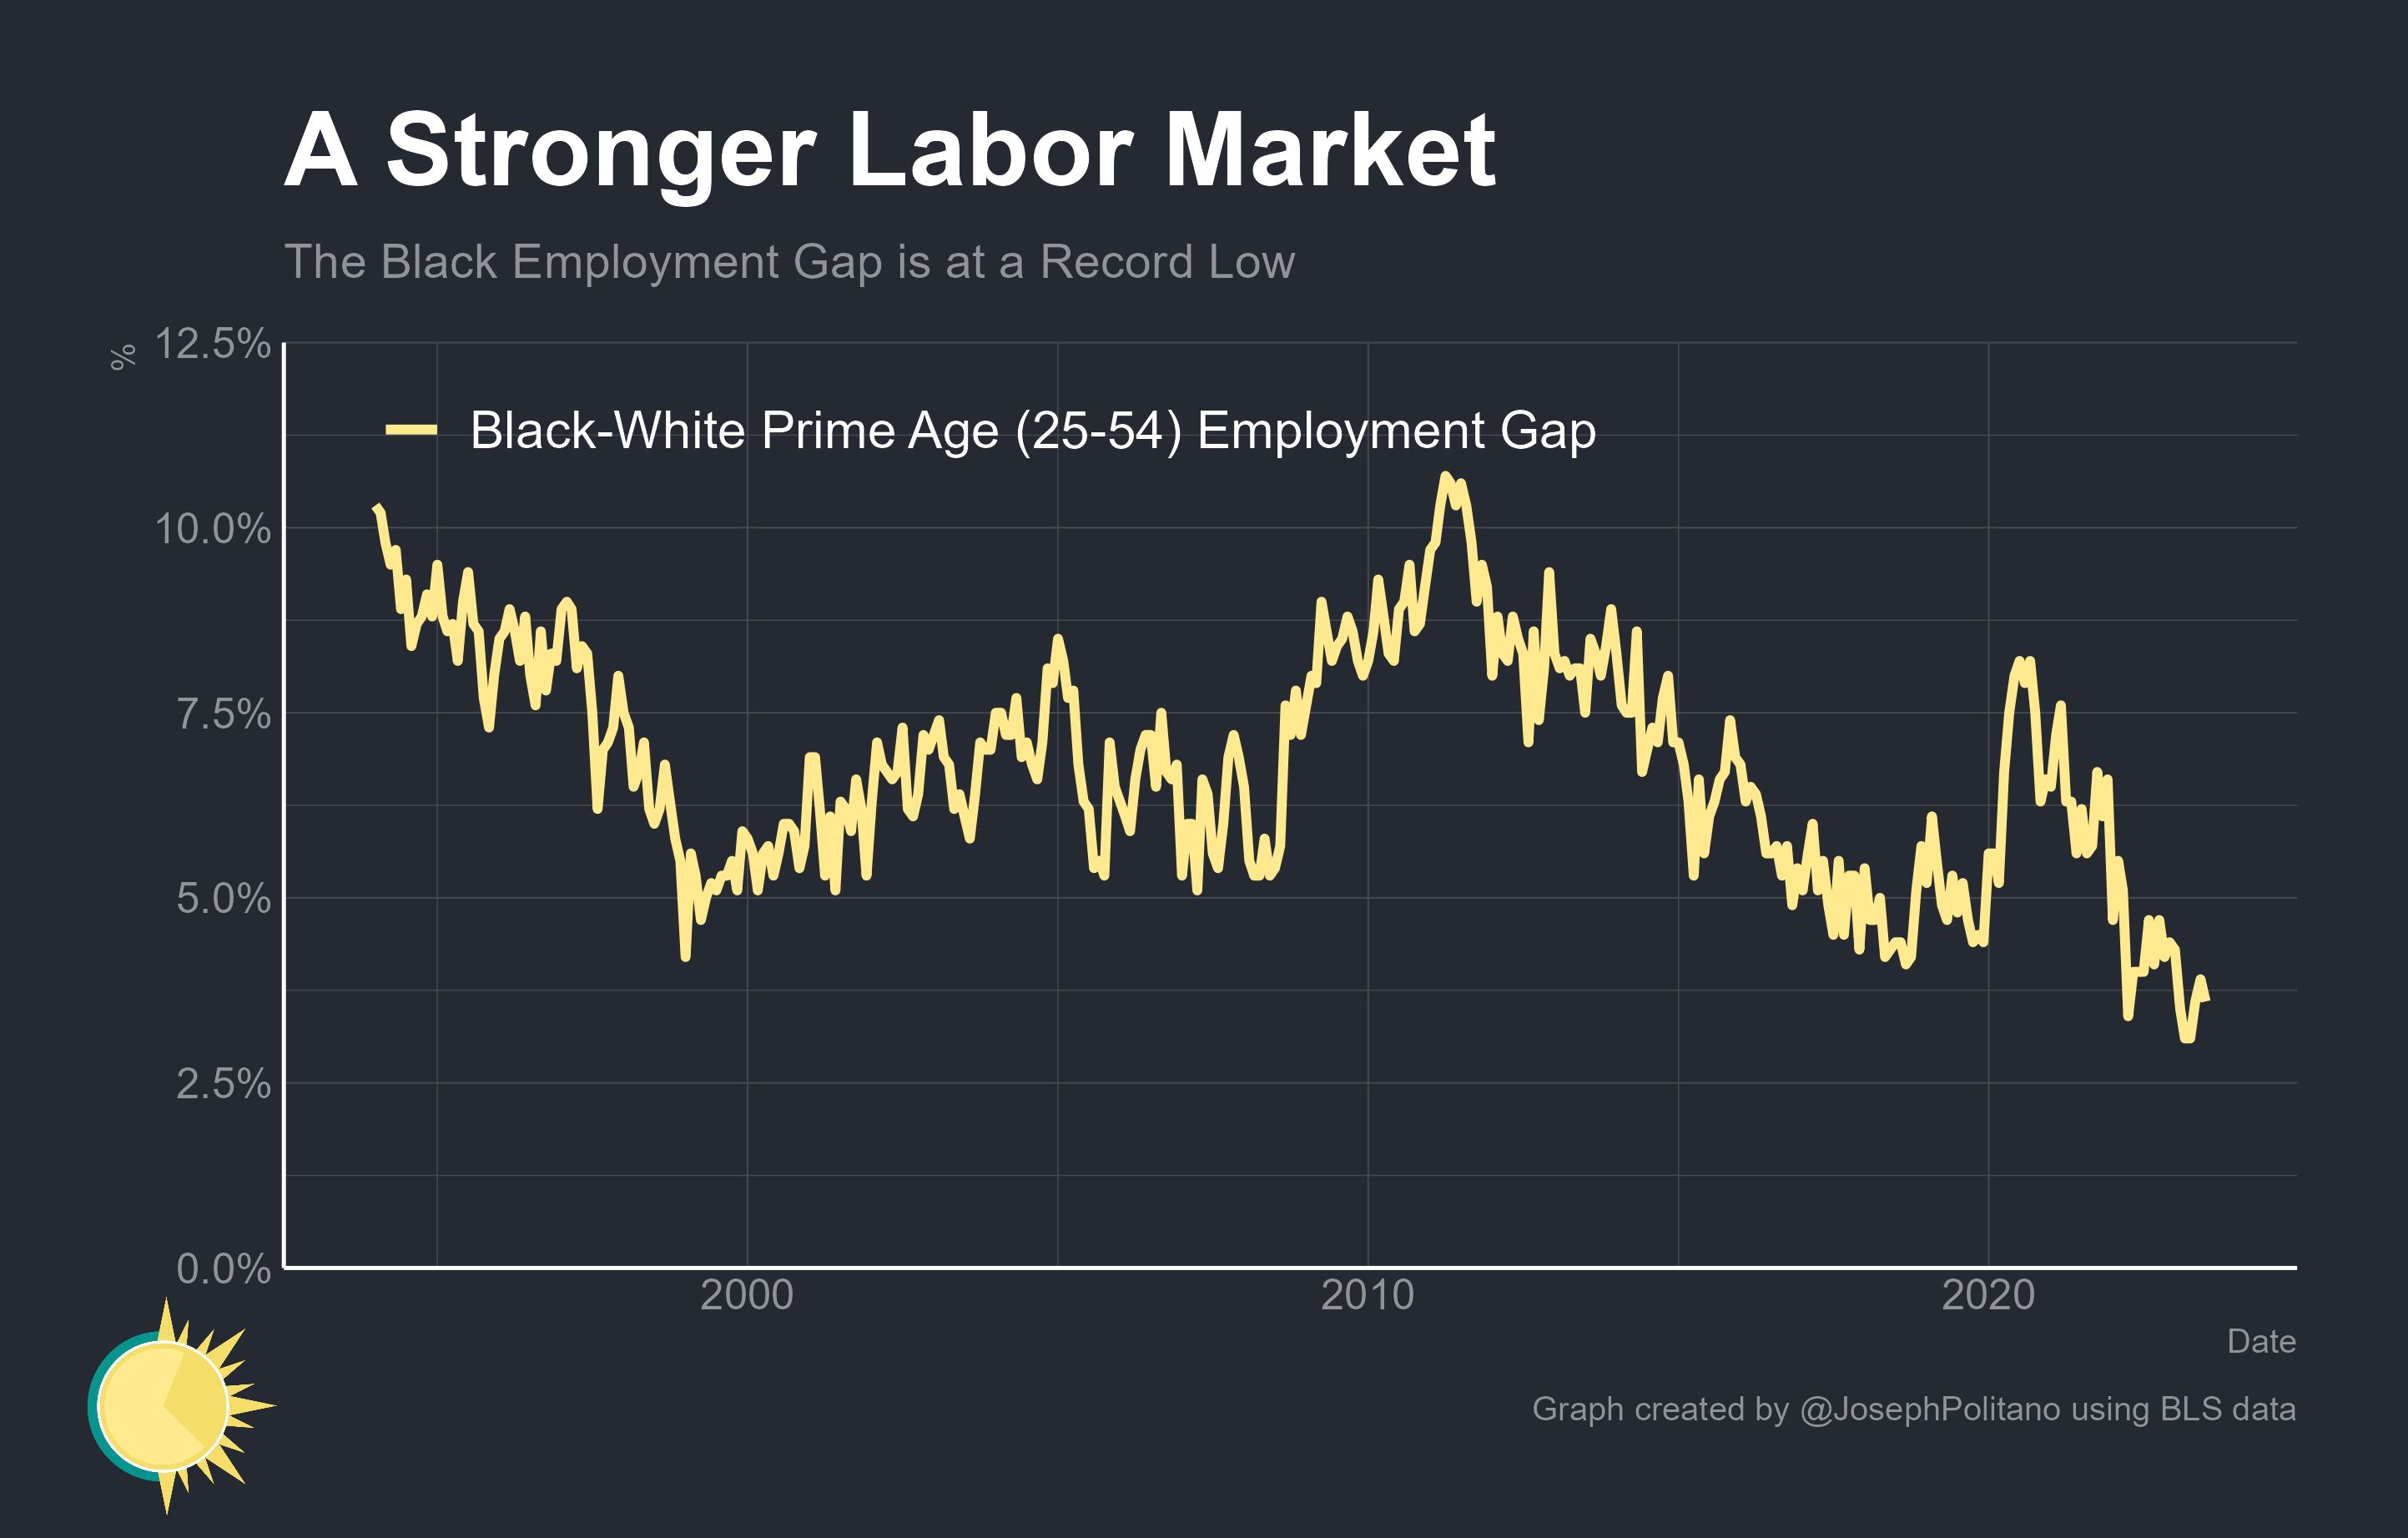 A Stronger Labor Market
The Black Employment Gap is at a Record Low
%
12.5%
Black-White Prime Age (25-54) Employment Gap
10.0%
7.5%
5.0%
2.5%
0.0%
2000 2010 2020
Date
Graph created by @JosephPolitano using BLS data